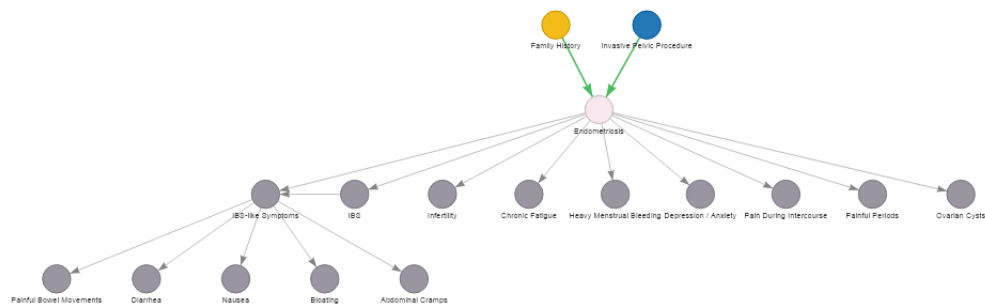 Family History
Invasive Pelvic Procedure
Endometriosis
IBS-like Symptoms
IBS
Infertility
Chronic Fatigue
Heavy Menstrual Bleeding
Depression / Anxiety
Pain During Intercourse
Painful Periods
Ovarian Cysts
Painful Bowel Movements
Diarrhea
Nausea
Bloating
Abdominal Cramps